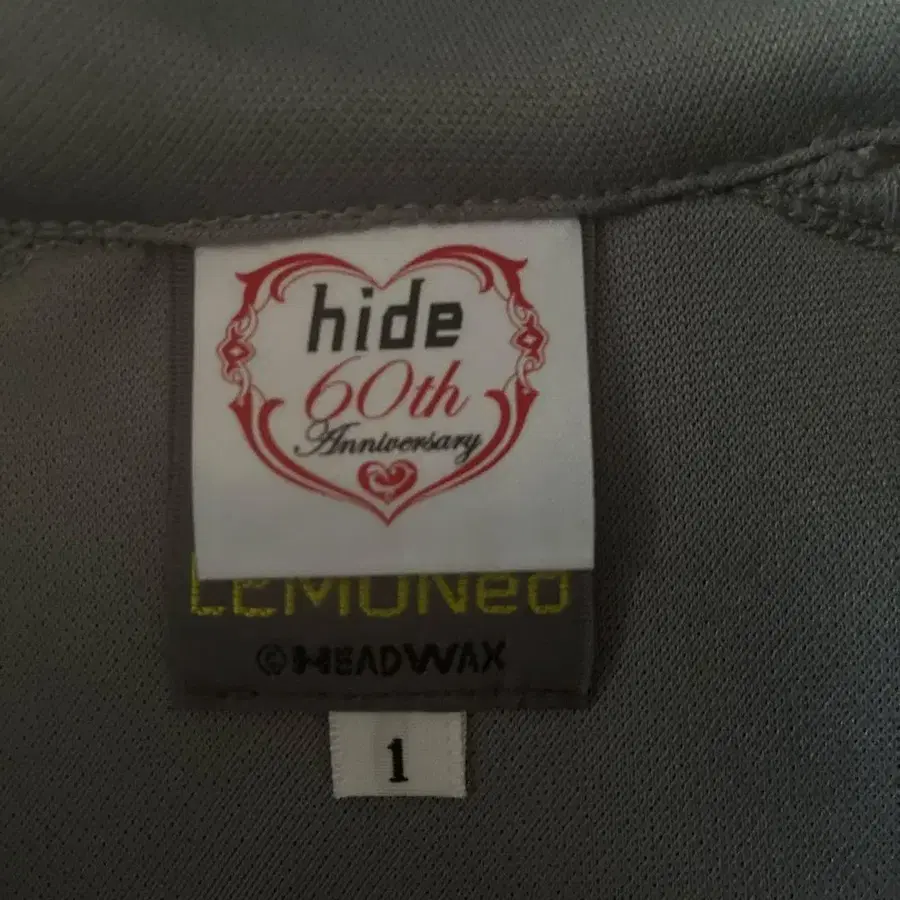 hide
60th
Anniversary
LEMONed
©HEADWAX
1